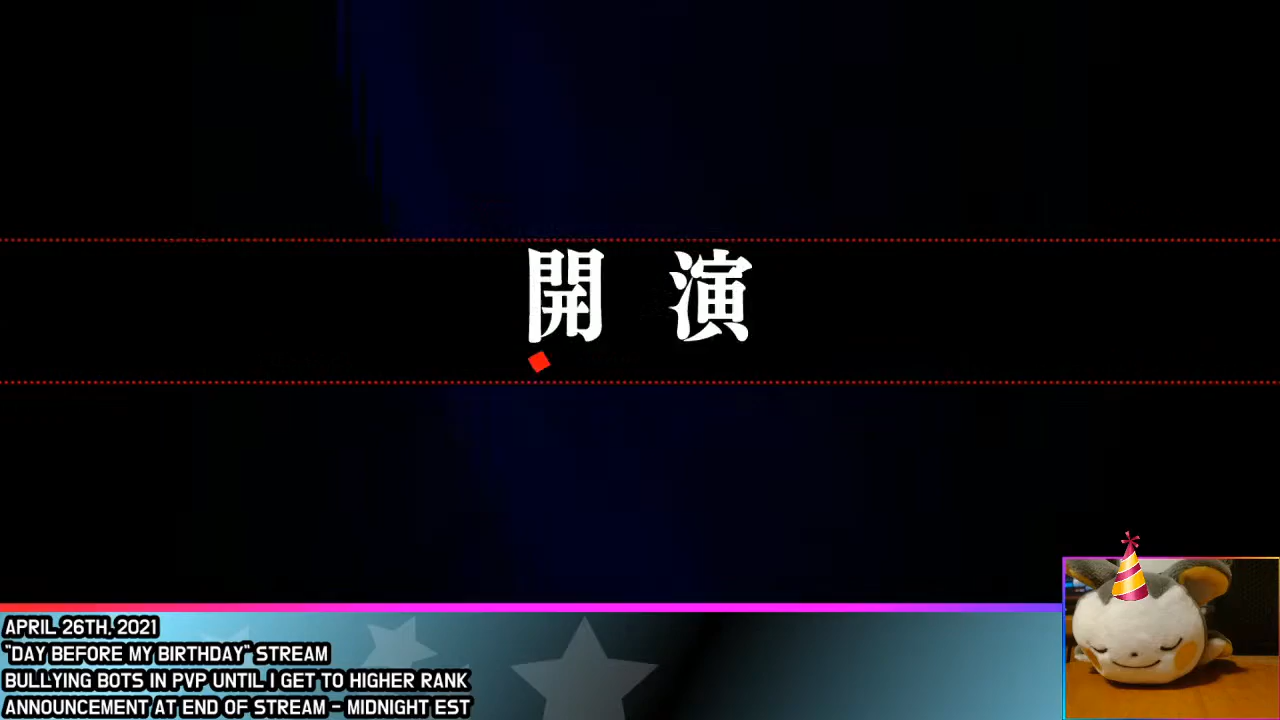 開 演
APRIL 26TH, 2021
"DAY BEFORE MY BIRTHDAY" STREAM
BULLYING BOTS IN PVP UNTIL I GET TO HIGHER RANK
ANNOUNCEMENT AT END OF STREAM - MIDNIGHT EST